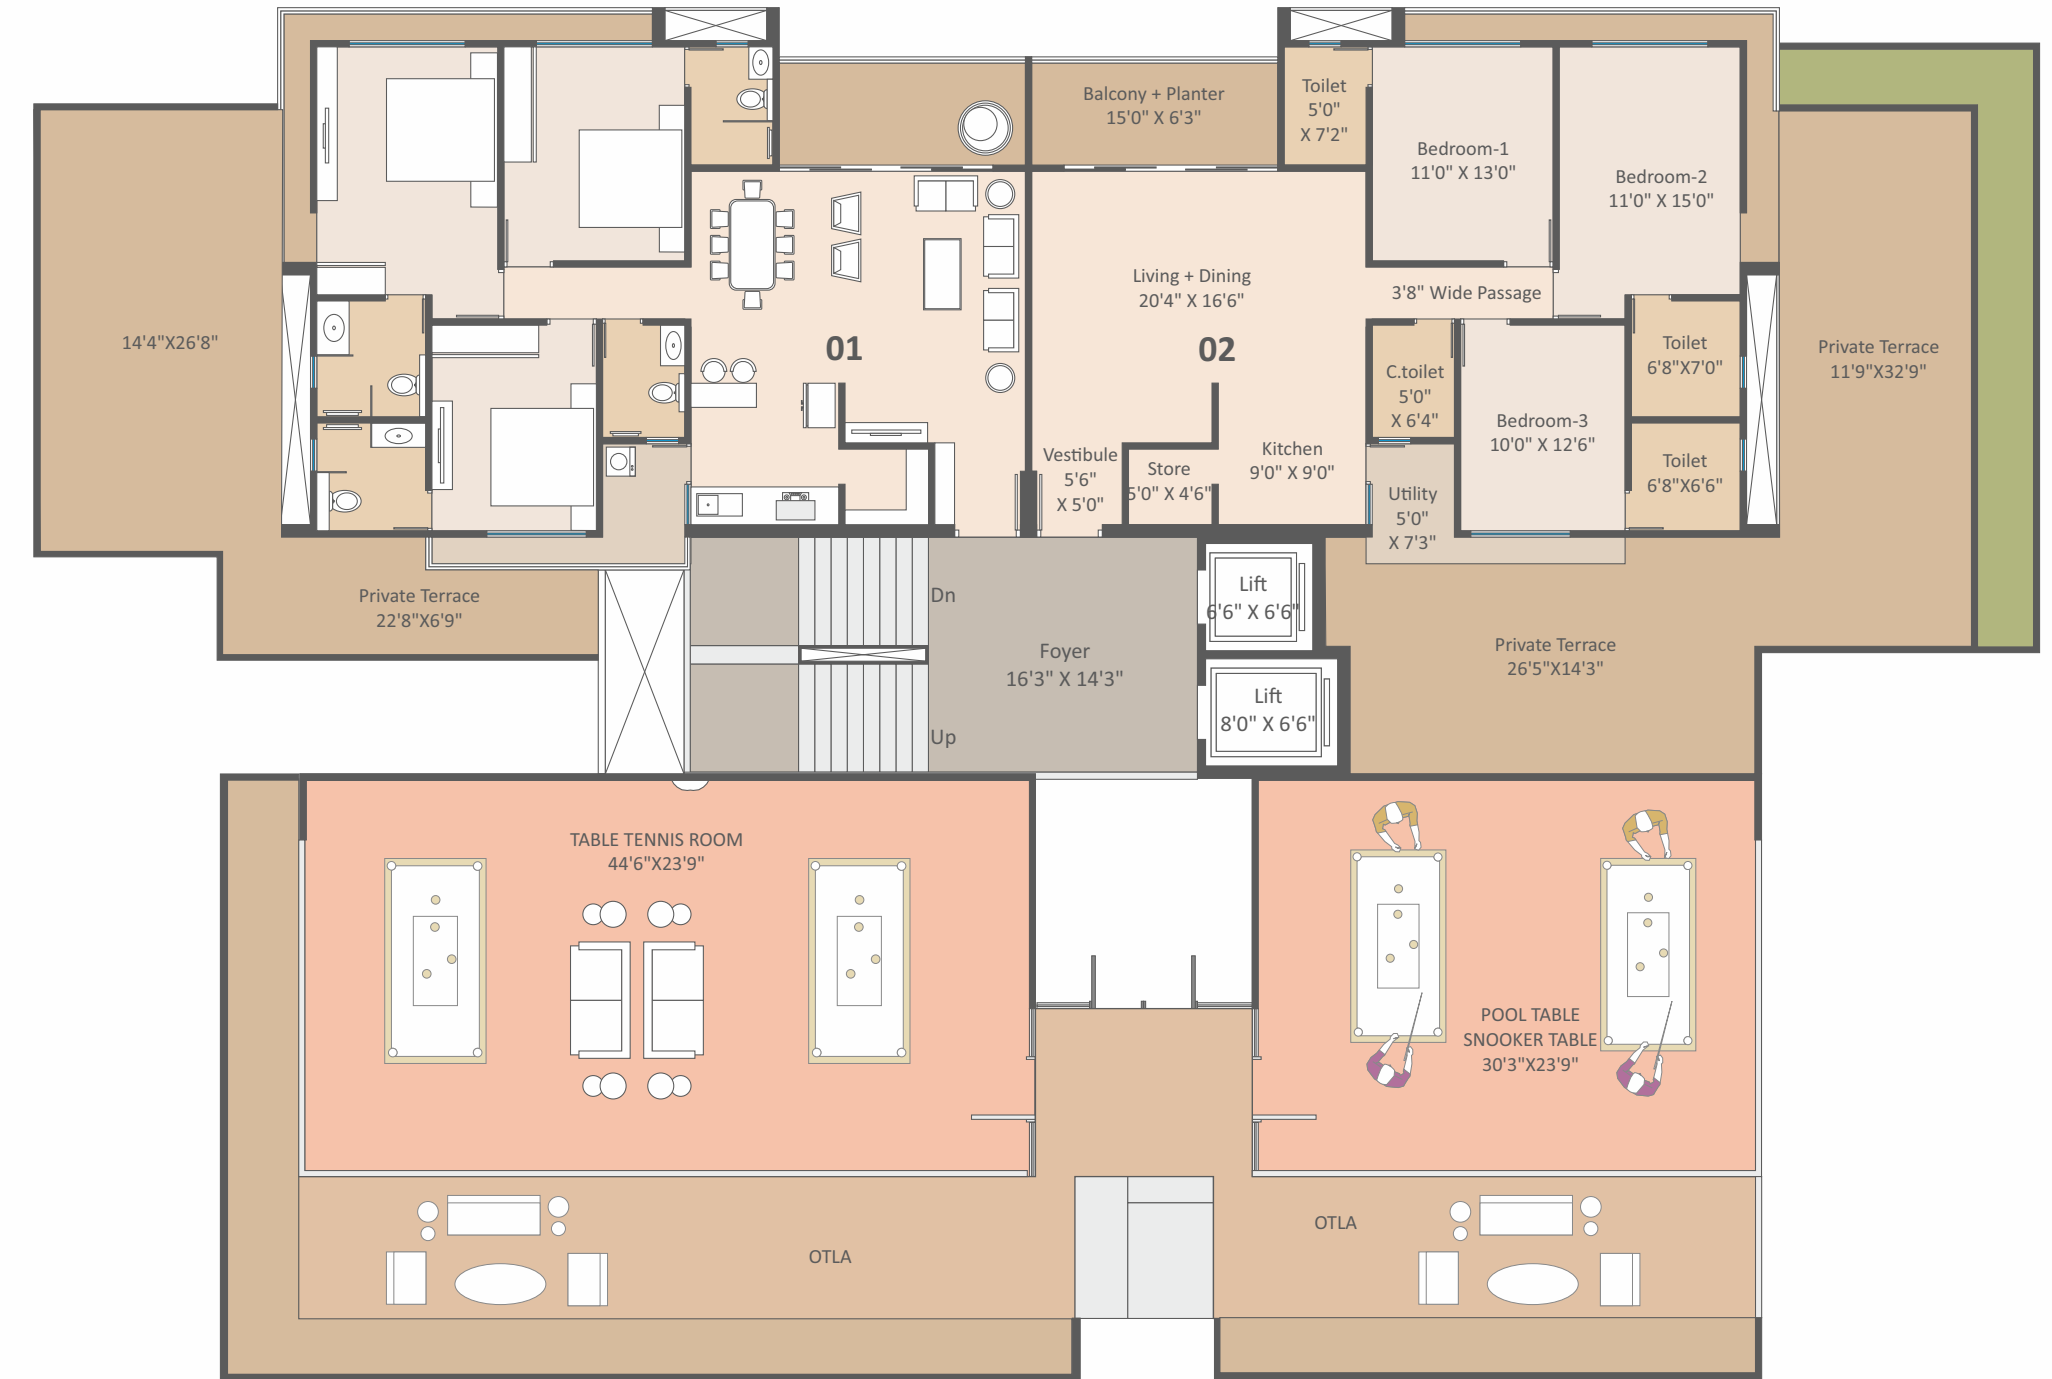 Balcony + Planter
15'0" X 6'3"
Toilet
5'0"
X 7'2"
Bedroom-1
11'0" X 13'0"
Bedroom-2
11'0" X 15'0"
Living + Dining
20'4" X 16'6"
3'8" Wide Passage
14'4"X26'8"
01
02
Toilet
6'8"X7'0"
Private Terrace
11'9"X32'9"
C.toilet
5'0"
X 6'4"
Bedroom-3
10'0" X 12'6"
Vestibule
5'6"
X 5'0"
Store
5'0" X 4'6"
Kitchen
9'0" X 9'0"
Toilet
6'8"X6'6"
Utility
5'0"
X 7'3"
Private Terrace
22'8"X6'9"
Dn
Lift
6'6" X 6'6"
Foyer
16'3" X 14'3"
Private Terrace
26'5"X14'3"
Lift
8'0" X 6'6"
Up
TABLE TENNIS ROOM
44'6"X23'9"
POOL TABLE
SNOOKER TABLE
30'3"X23'9"
OTLA
OTLA